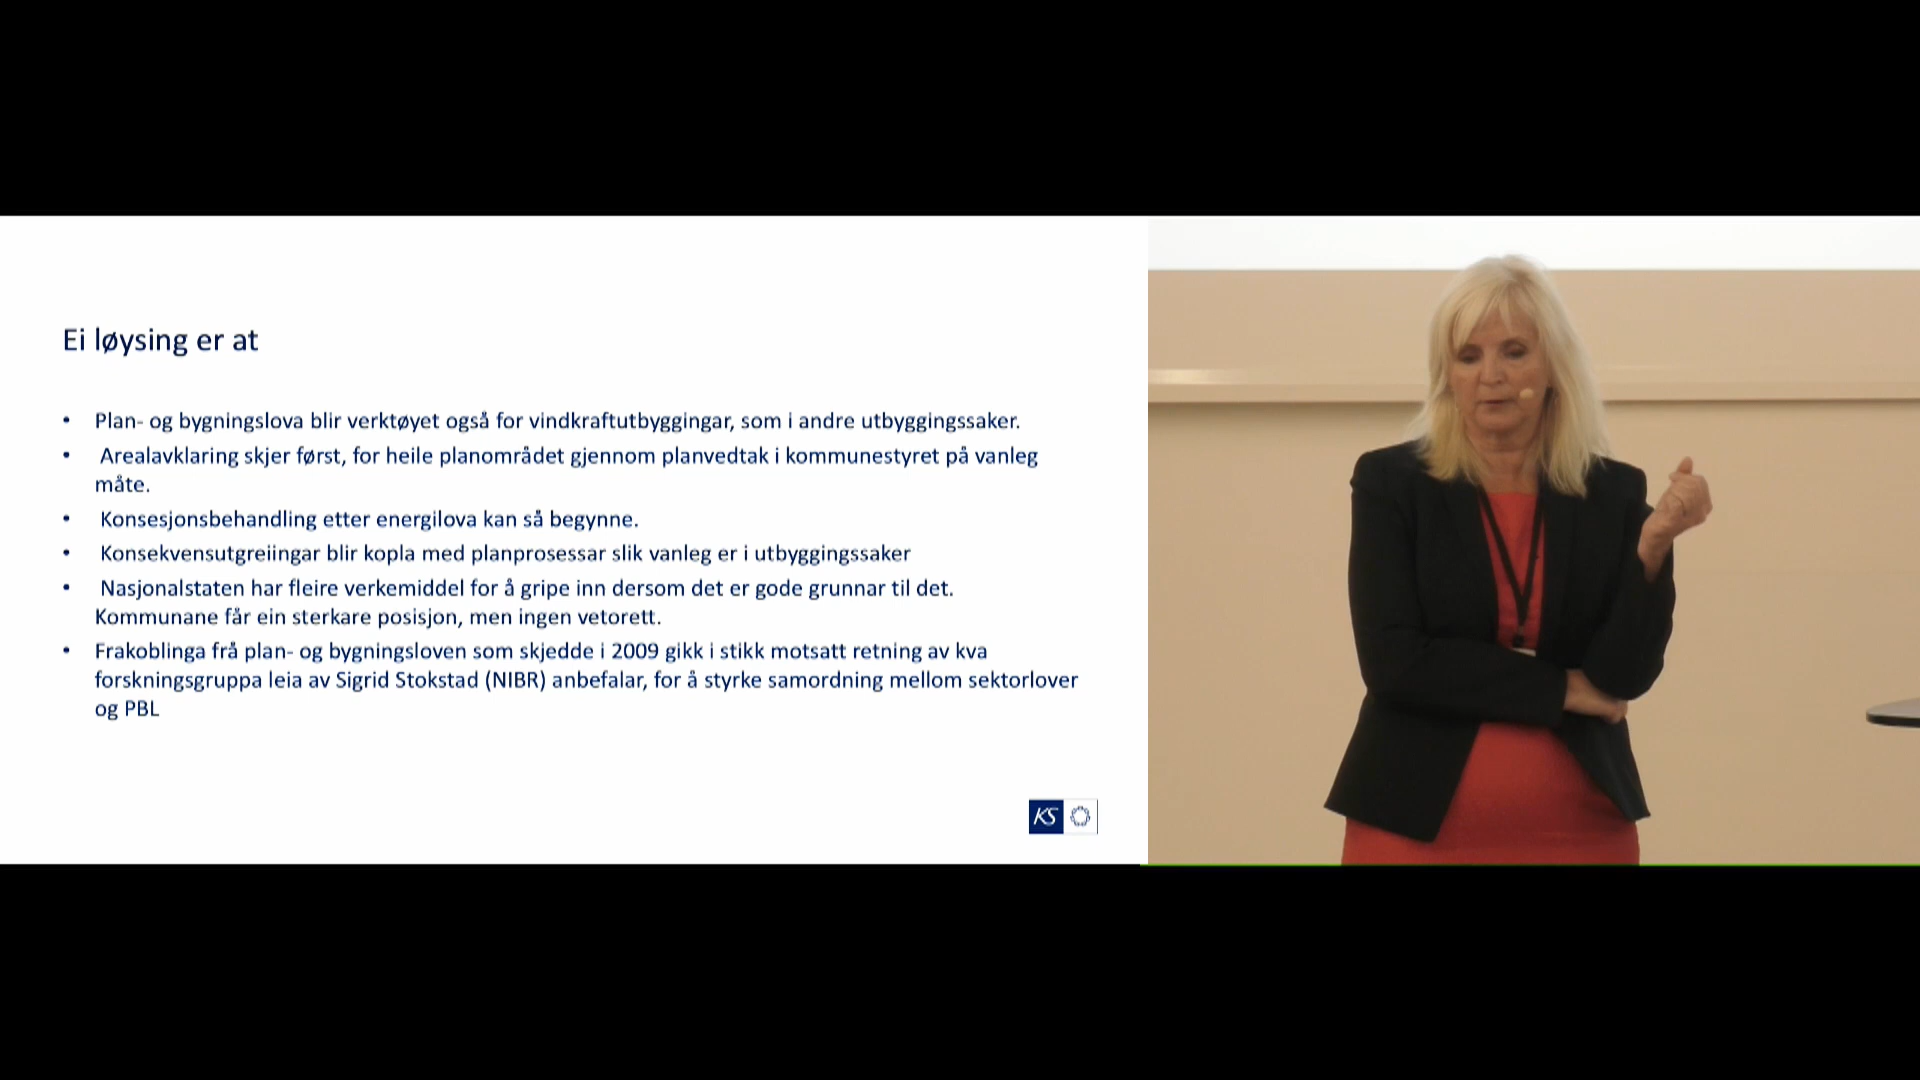 Ei løysing er at
• Plan- og bygningslova blir verktøyet også for vindkraftutbyggingar, som i andre utbyggingssaker.
• Arealavklaring skjer først, for heile planområdet gjennom planvedtak i kommunestyret på vanleg
måte.
• Konsesjonsbehandling etter energilova kan så begynne.
• Konsekvensutgreiingar blir kopla med planprosessar slik vanleg er i utbyggingssaker
• Nasjonalstaten har fleire verkemiddel for å gripe inn dersom det er gode grunnar til det.
Kommunane får ein sterkare posisjon, men ingen vetorett.
• Frakoblinga frå plan- og bygningsloven som skjedde i 2009 gikk i stikk motsatt retning av kva
forskningsgruppa leia av Sigrid Stokstad (NIBR) anbefalar, for å styrke samordning mellom sektorlover
og PBL
KS